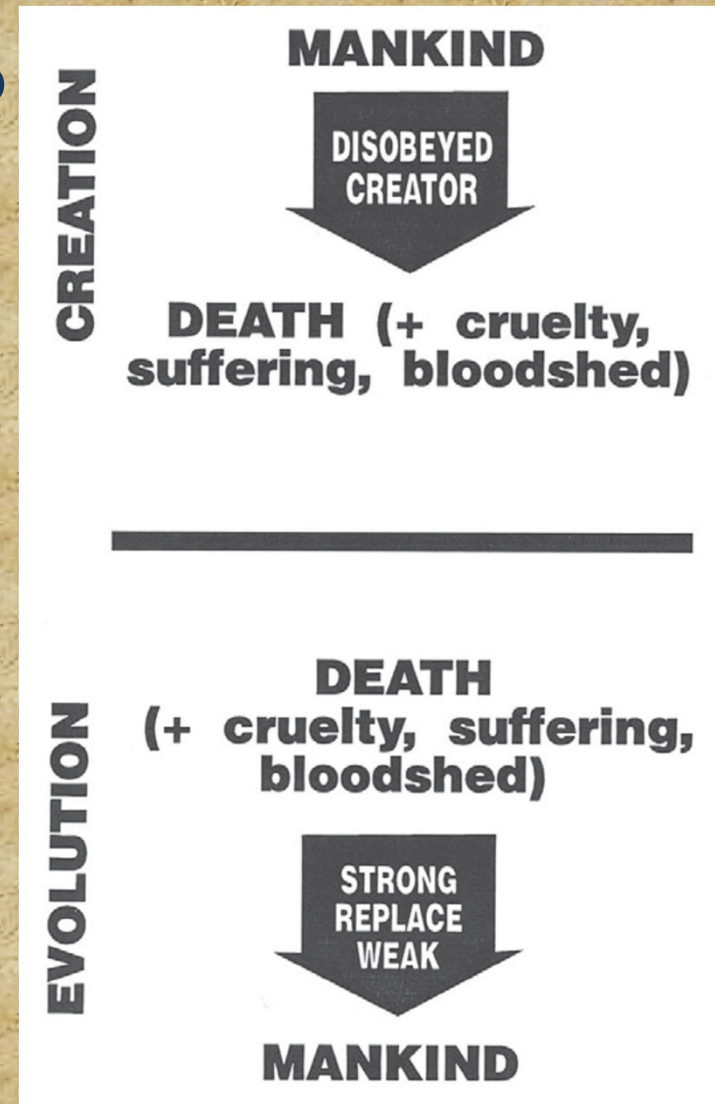 CREATION
MANKIND
DISOBEYED
CREATOR
DEATH (+ cruelty,
suffering, bloodshed)
EVOLUTION
DEATH
(+ cruelty, suffering,
bloodshed)
STRONG
REPLACE
WEAK
MANKIND